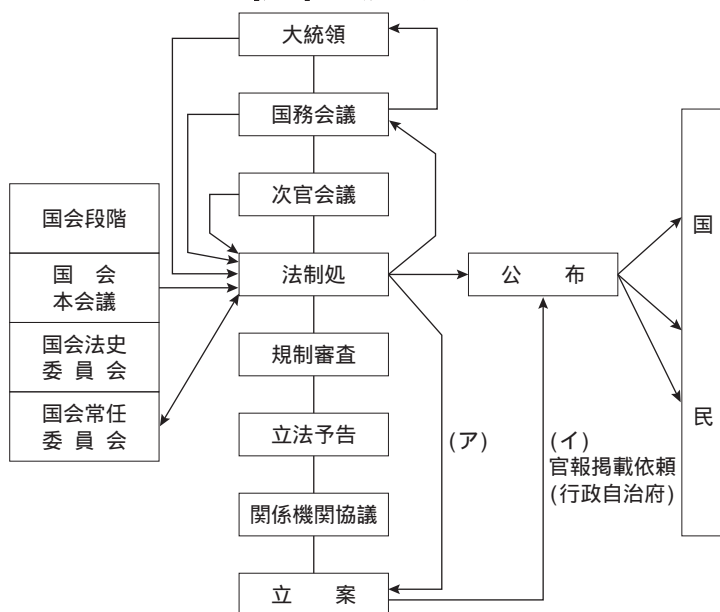 大統領
国務会議
次官会議
国会段階
国 会
本会議
国会法史
委 員 会
国会常任
委 員 会
法制処
公 布
規制審査
立法予告
関係機関協議
立 案
(ア)
(イ)
官報掲載依頼
(行政自治府)
国
民